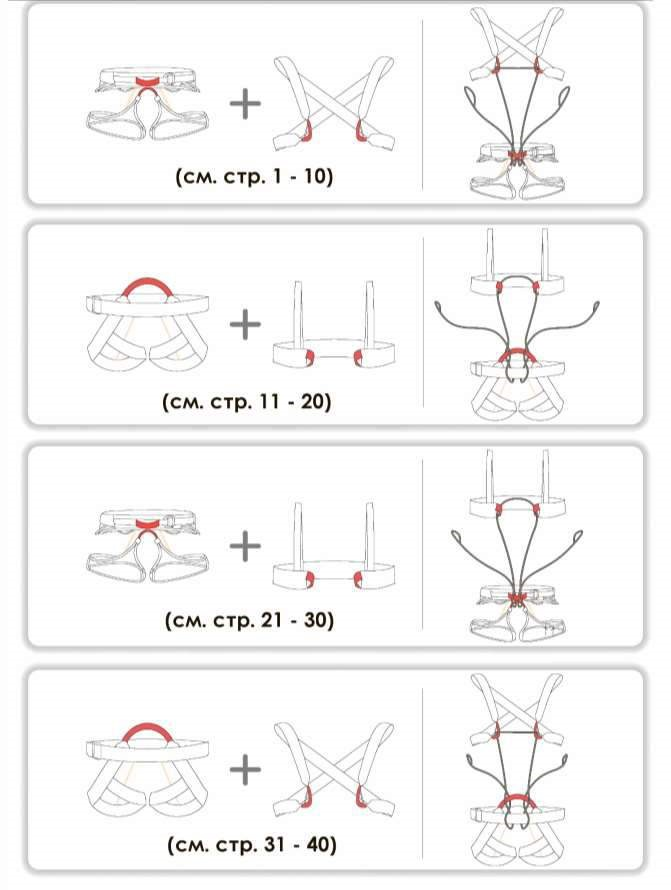 (см. стр. 1 - 10)
(см. стр. 11 - 20)
(см. стр. 21 - 30)
(см. стр. 31 - 40)